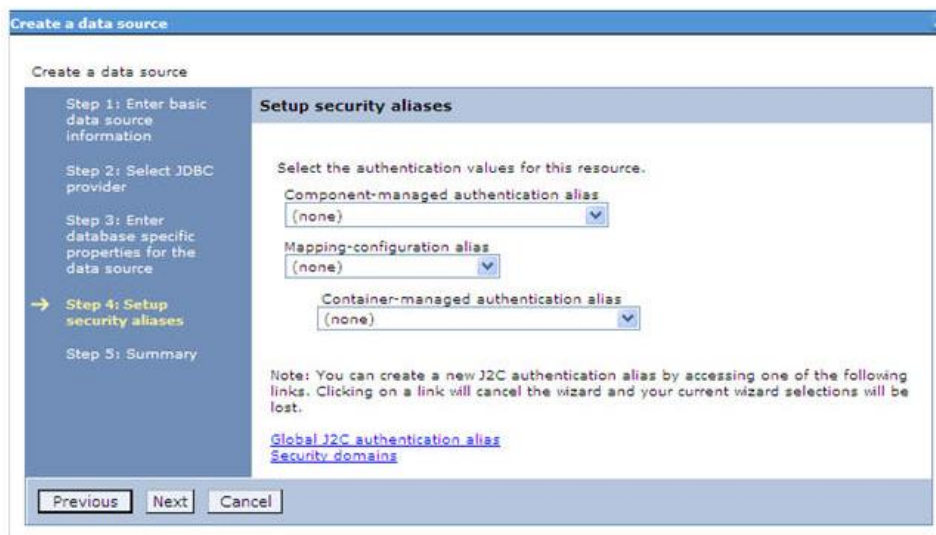 Create a data source
Create a data source
Step 1: Enter basic
data source
information
Step 2: Select JDBC
provider
Step 3: Enter
database specific
properties for the
data source
Step 4: Setup
security aliases
Step 5: Summary
Setup security aliases
Select the authentication values for this resource.
Component-managed authentication alias
(none)
Mapping-configuration alias
(none)
Container-managed authentication alias
(none)
Note: You can create a new J2C authentication alias by accessing one of the following
links. Clicking on a link will cancel the wizard and your current wizard selections will be
lost.
Global J2C authentication alias
Security domains
Previous Next Cancel